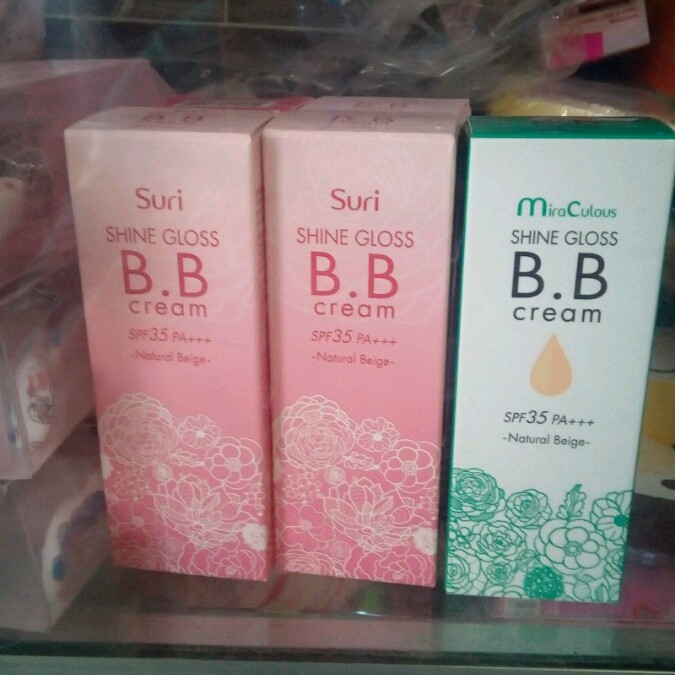 Suri
SHINE GLOSS
B.B
cream
SPF35 PA+++
-Natural Beige-
Suri
SHINE GLOSS
B.B
cream
SPF35 PA+++
-Natural Beige-
miraCulous
SHINE GLOSS
B.B
cream
SPF35 PA+++
-Natural Beige-
B.B